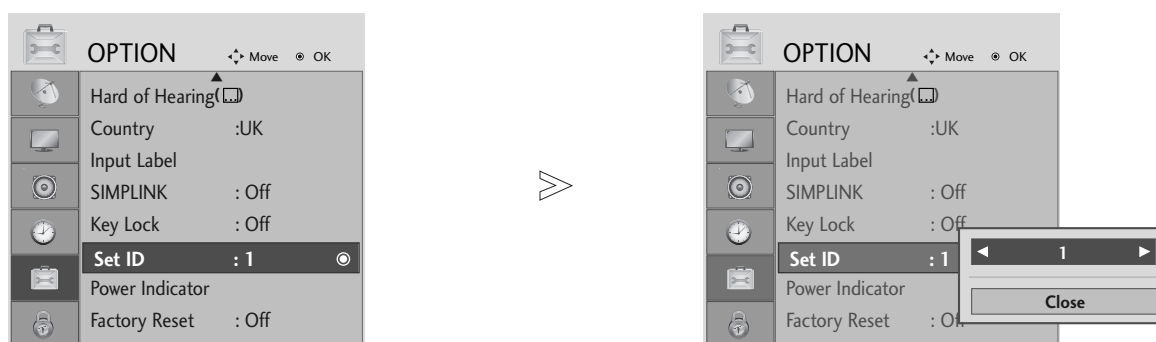 OPTION Move OK
Hard of Hearing( )
Country :UK
Input Label
SIMPLINK : Off
Key Lock : Off
Set ID : 1
Power Indicator
Factory Reset : Off
OPTION Move OK
Hard of Hearing( )
Country :UK
Input Label
SIMPLINK : Off
Key Lock : Off
Set ID : 1
Power Indicator
Factory Reset
1
Close